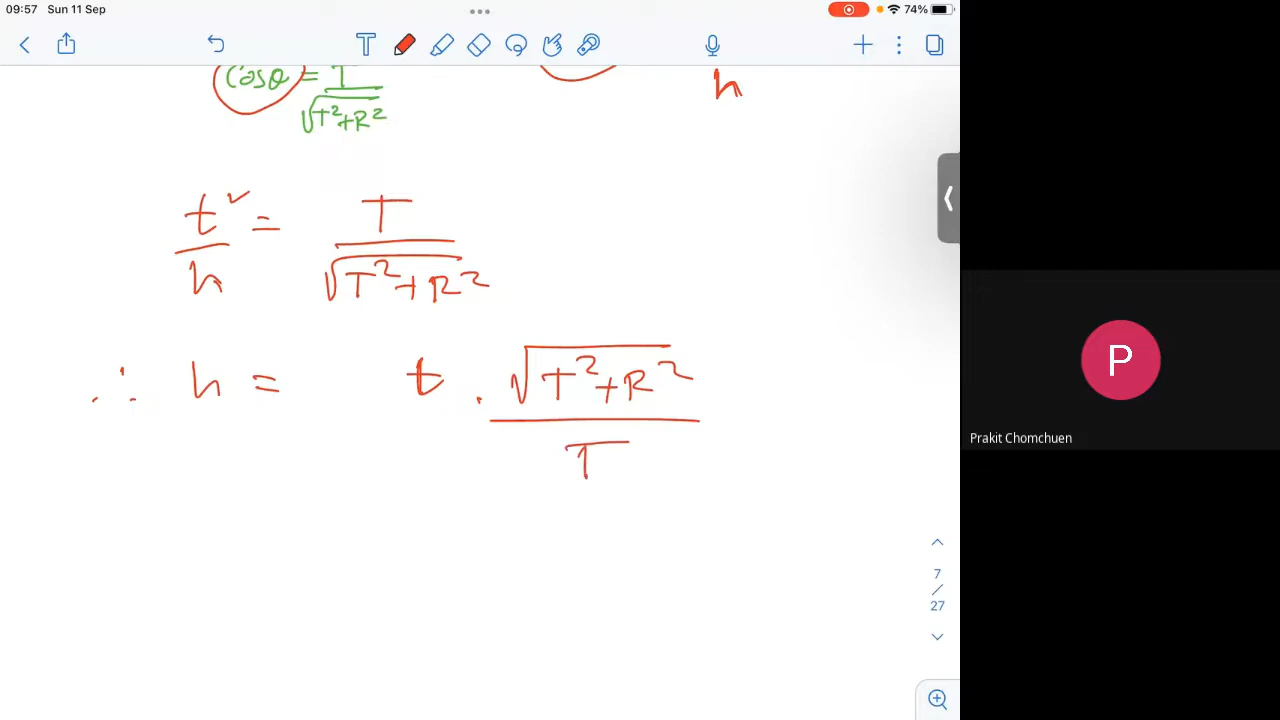 09:57 Sun 11 Sep
74%
T
cosθ = T / √(T²+R²)
h
t✓/h = T / √(T²+R²)
∴ h = t · √(T²+R²) / T
P
Prakit Chomchuen
7
/
27